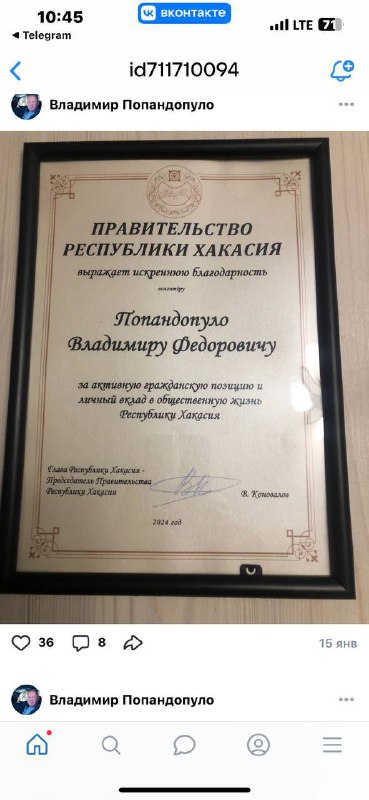 10:45
вконтакте
LTE 71
◀ Telegram
id711710094
Владимир Попандопуло
ПРАВИТЕЛЬСТВО
РЕСПУБЛИКИ ХАКАСИЯ
выражает искреннюю благодарность
волонтёру
Попандопуло
Владимиру Федоровичу
за активную гражданскую позицию и
личный вклад в общественную жизнь
Республики Хакасия
Глава Республики Хакасия -
Председатель Правительства
Республики Хакасия
В. Коновалов
2024 год
36
8
15 янв
Владимир Попандопуло